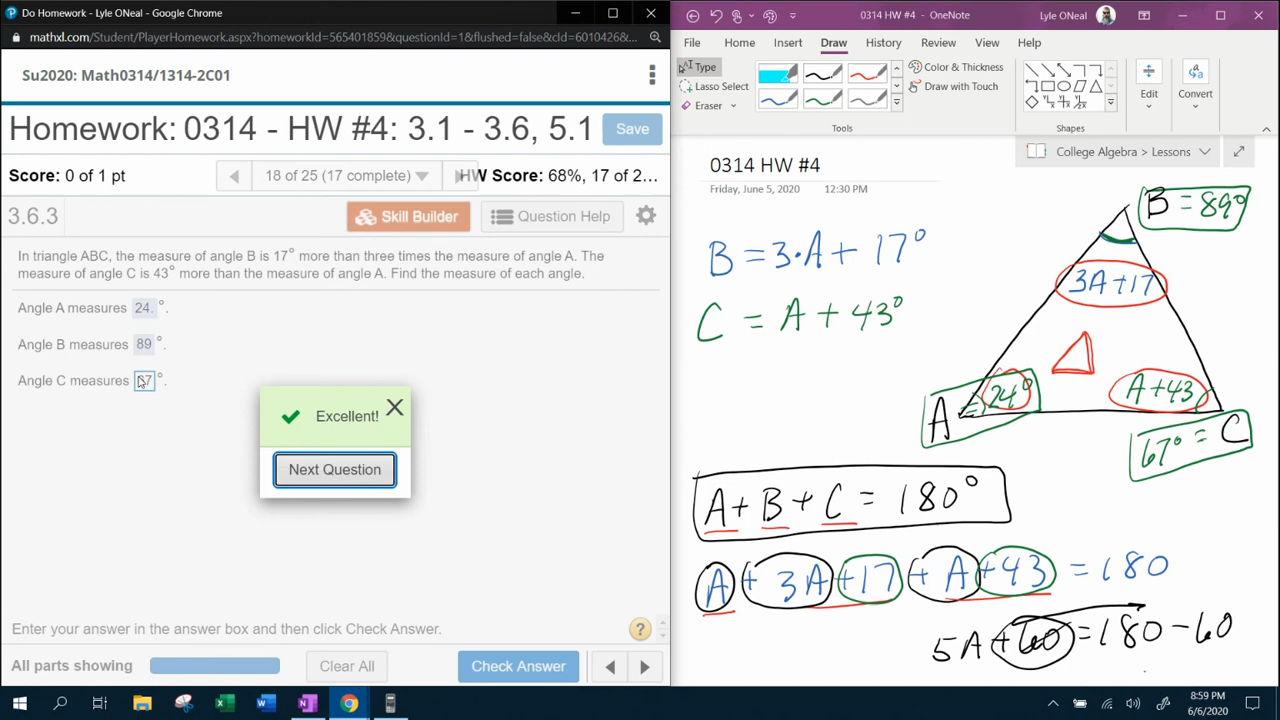 Do Homework - Lyle ONeal - Google Chrome
mathxl.com/Student/PlayerHomework.aspx?homeworkId=565401859&questionId=1&flushed=false&cId=6010426&...
Su2020: Math0314/1314-2C01
Homework: 0314 - HW #4: 3.1 - 3.6, 5.1
Save
Score: 0 of 1 pt
18 of 25 (17 complete)
HW Score: 68%, 17 of 2...
3.6.3
Skill Builder
Question Help
In triangle ABC, the measure of angle B is 17° more than three times the measure of angle A. The
measure of angle C is 43° more than the measure of angle A. Find the measure of each angle.
Angle A measures 24. °.
Angle B measures 89 °.
Angle C measures 67 °.
Excellent!
Next Question
Enter your answer in the answer box and then click Check Answer.
?
All parts showing
Clear All
Check Answer
0314 HW #4 - OneNote
Lyle ONeal
File Home Insert Draw History Review View Help
Type
Lasso Select
Eraser
Color & Thickness
Draw with Touch
Edit
Convert
Tools
Shapes
College Algebra > Lessons
0314 HW #4
Friday, June 5, 2020 12:30 PM
B = 89°
B = 3·A + 17°
3A+17
C = A + 43°
A = 24°
A+43
67° = C
A + B + C = 180°
A + 3A + 17 + A + 43 = 180
5A + 60 = 180 - 60
8:59 PM
6/6/2020